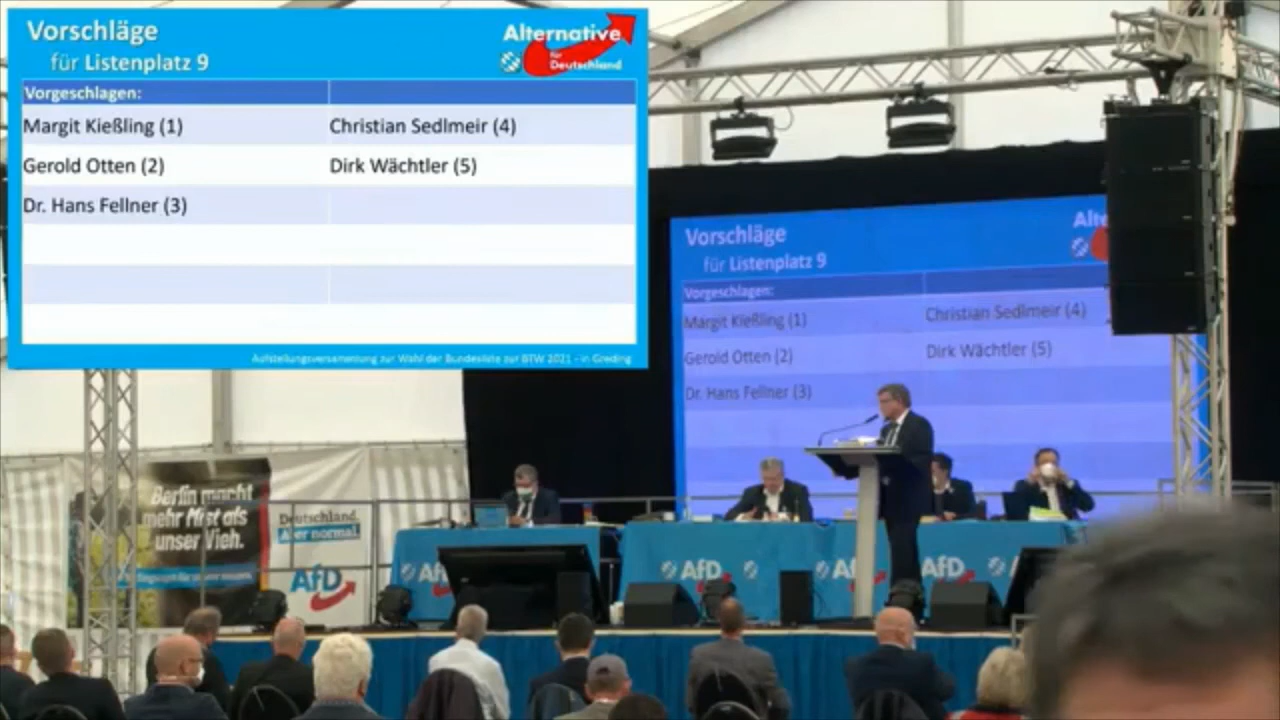 Vorschläge
für Listenplatz 9
Alternative
für
Deutschland
Vorgeschlagen:
Margit Kießling (1)
Christian Sedlmeir (4)
Gerold Otten (2)
Dirk Wächtler (5)
Dr. Hans Fellner (3)
Aufstellungsversammlung zur Wahl der Bundesliste zur BTW 2021 - in Greding
Vorschläge
für Listenplatz 9
Alte
Vorgeschlagen:
Margit Kießling (1)
Christian Sedlmeir (4)
Gerold Otten (2)
Dirk Wächtler (5)
Dr. Hans Fellner (3)
Berlin macht
mehr Mist als
unser Vieh.
Deutschland.
Aber normal.
AfD
AfD
AfD
AfD